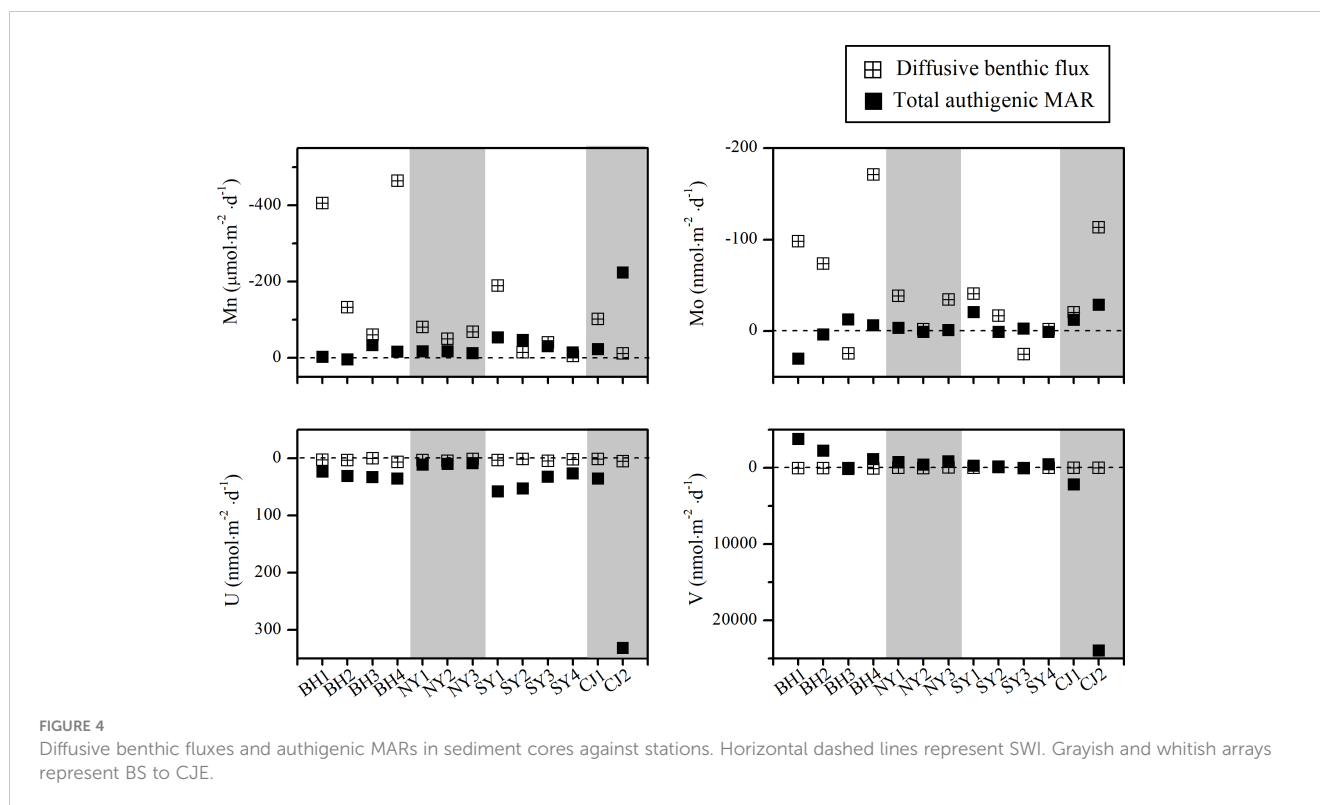 Diffusive benthic flux
Total authigenic MAR
Mn (μmol·m-2 ·d-1)
-400
-200
0
Mo (nmol·m-2 ·d-1)
-200
-100
0
U (nmol·m-2 ·d-1)
0
100
200
300
BH1
BH2
BH3
BH4
NY1
NY2
NY3
SY1
SY2
SY3
SY4
CJ1
CJ2
V (nmol·m-2 ·d-1)
0
10000
20000
BH1
BH2
BH3
BH4
NY1
NY2
NY3
SY1
SY2
SY3
SY4
CJ1
CJ2
FIGURE 4
Diffusive benthic fluxes and authigenic MARs in sediment cores against stations. Horizontal dashed lines represent SWI. Grayish and whitish arrays
represent BS to CJE.